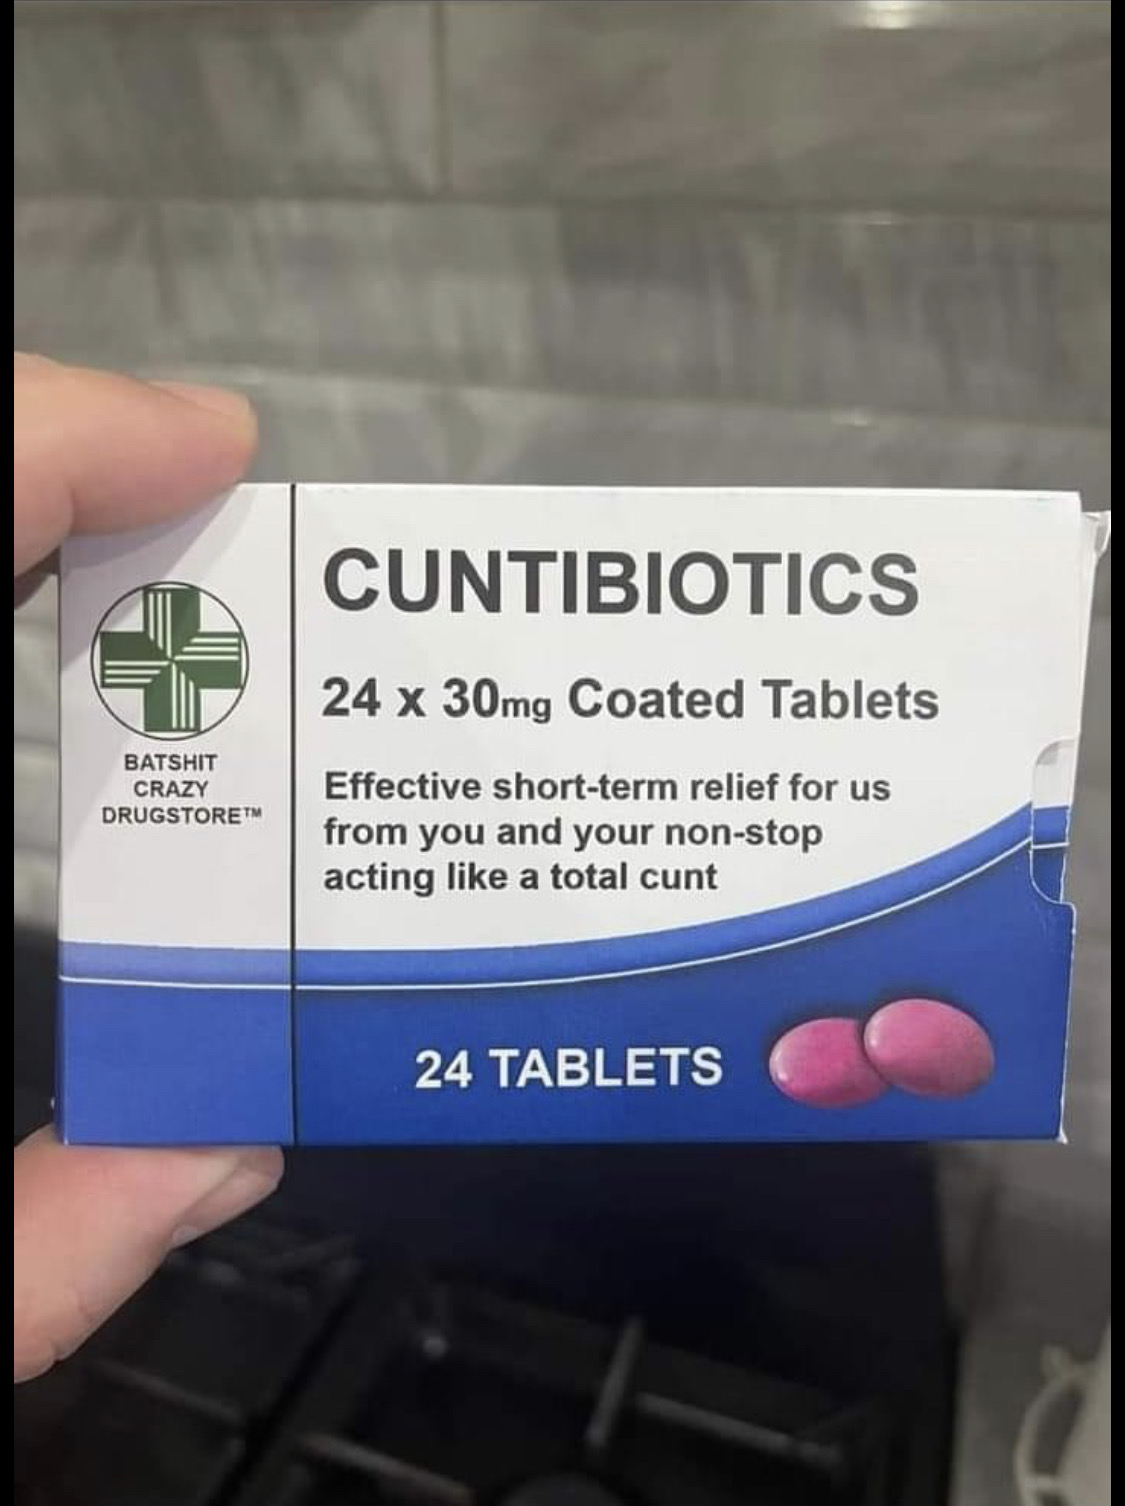 CUNTIBIOTICS
24 x 30mg Coated Tablets
Effective short-term relief for us
from you and your non-stop
acting like a total cunt
BATSHIT
CRAZY
DRUGSTORE™
24 TABLETS